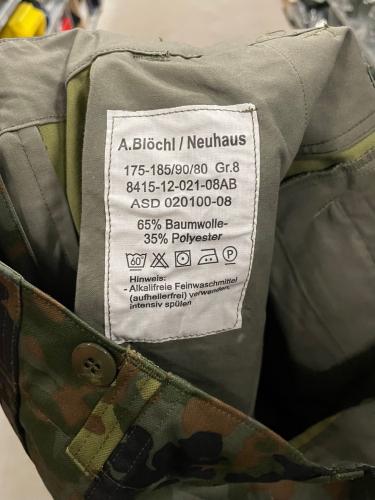 A.Blöchl / Neuhaus
175-185/90/80 Gr.8
8415-12-021-08AB
ASD 020100-08
65% Baumwolle-
35% Polyester
60 P
Hinweis:
- Alkalifreie Feinwaschmittel
(aufhellerfrei) verwenden,
intensiv spülen